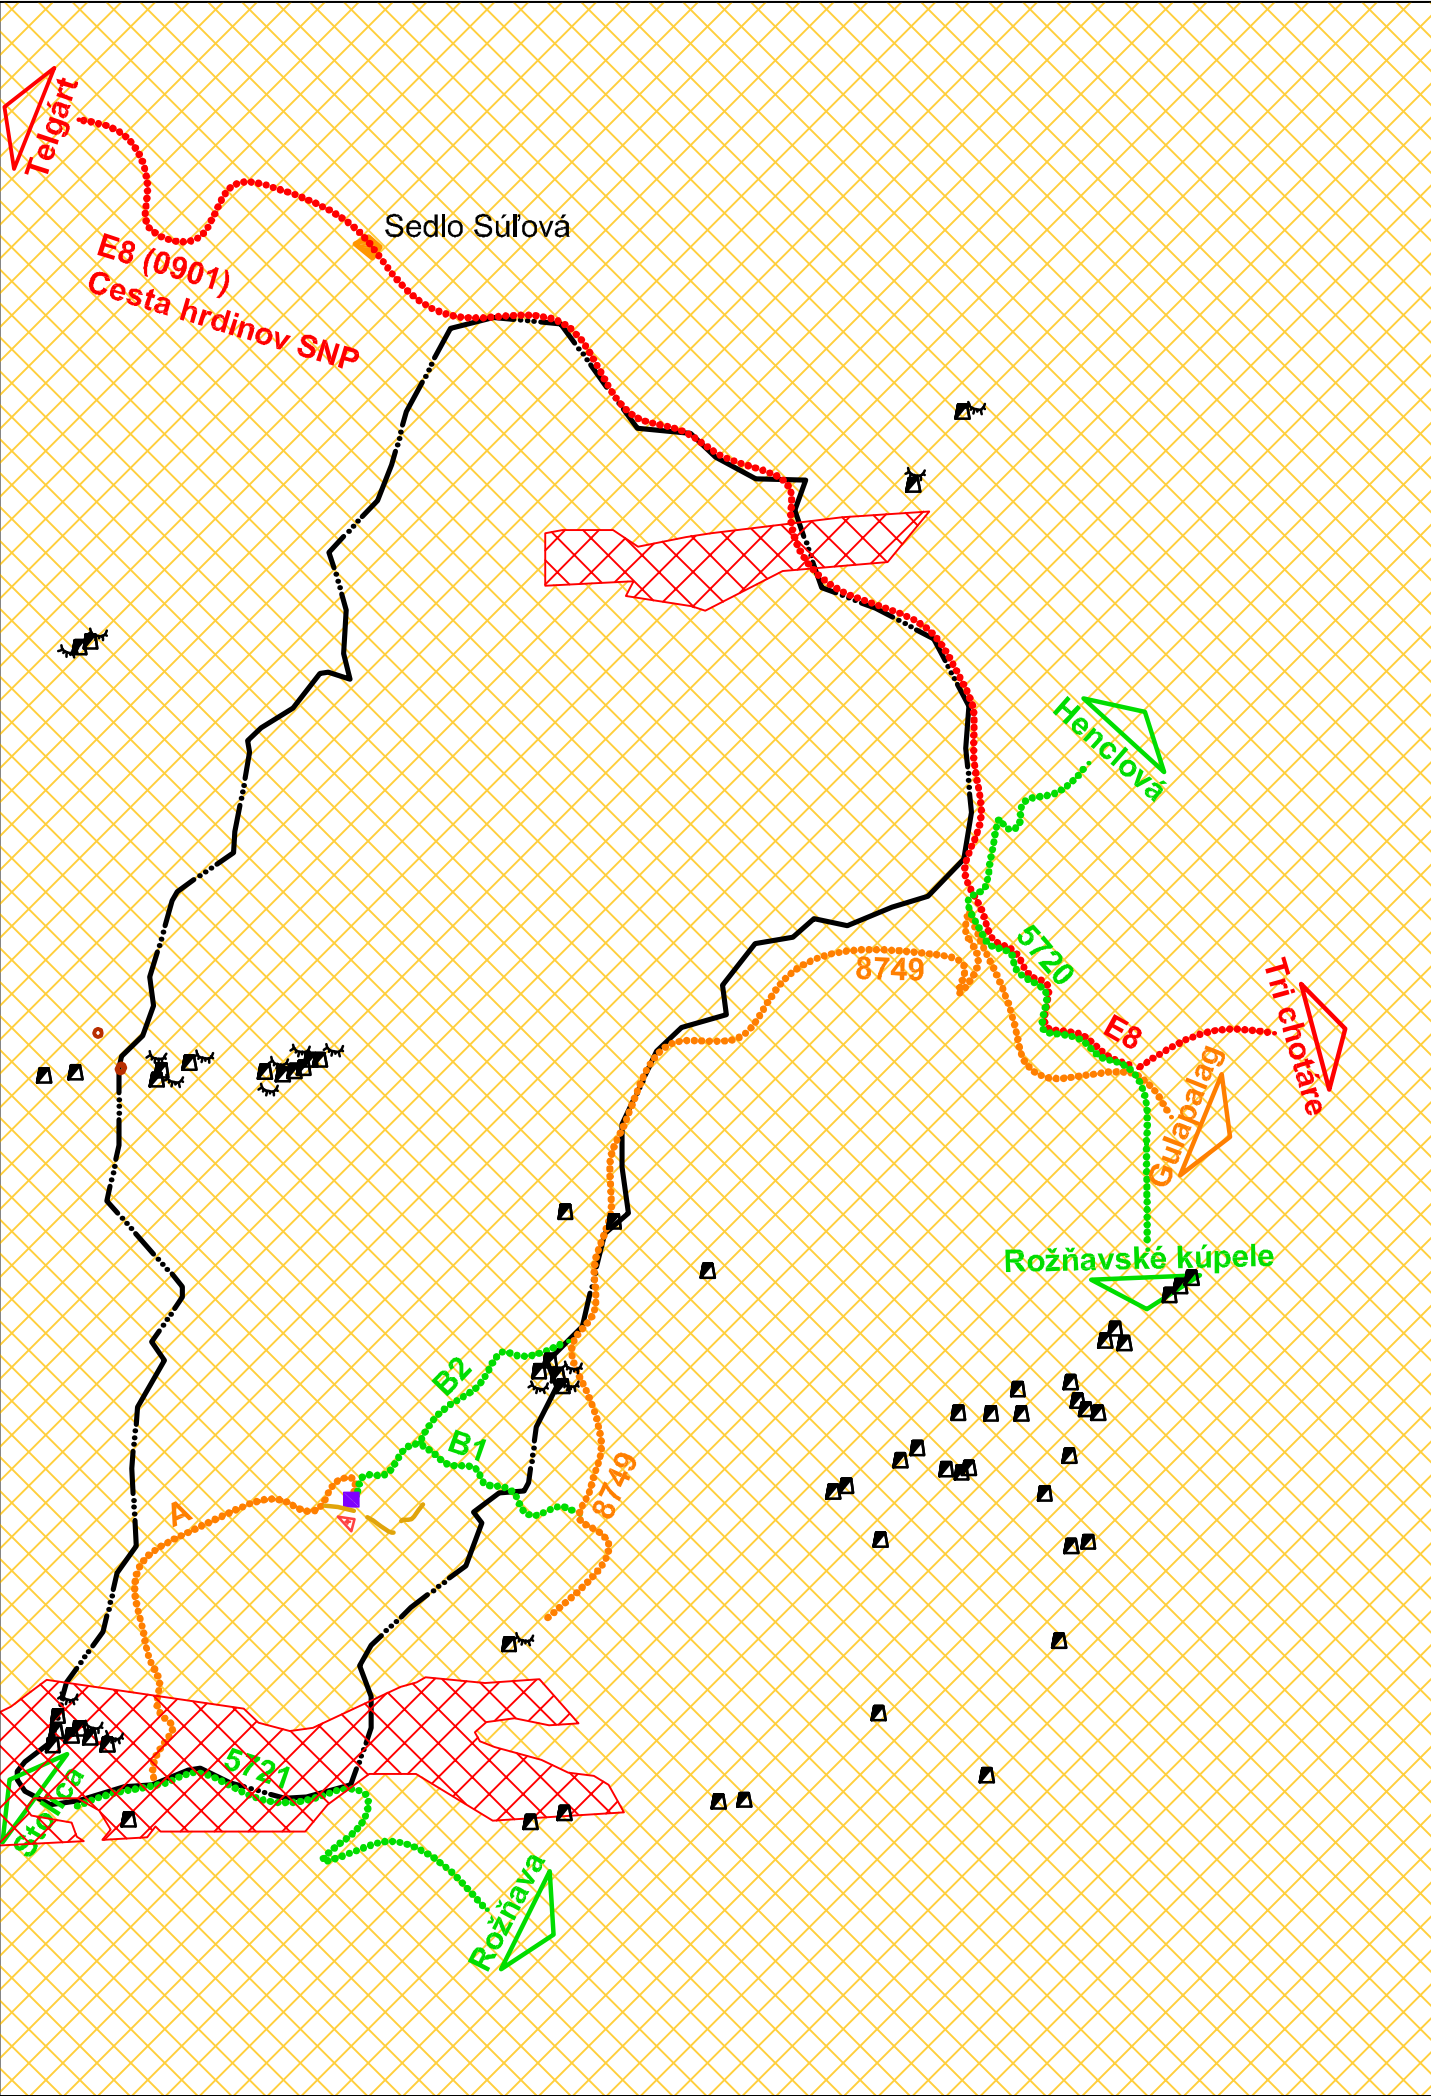 Telgárt
Sedlo Súľová
E8 (0901)
Cesta hrdinov SNP
Henclová
5720
8749
E8
Tri chotáre
Gulapalag
Rožňavské kúpele
B2
B1
8749
A
5721
Stolica
Rožňava